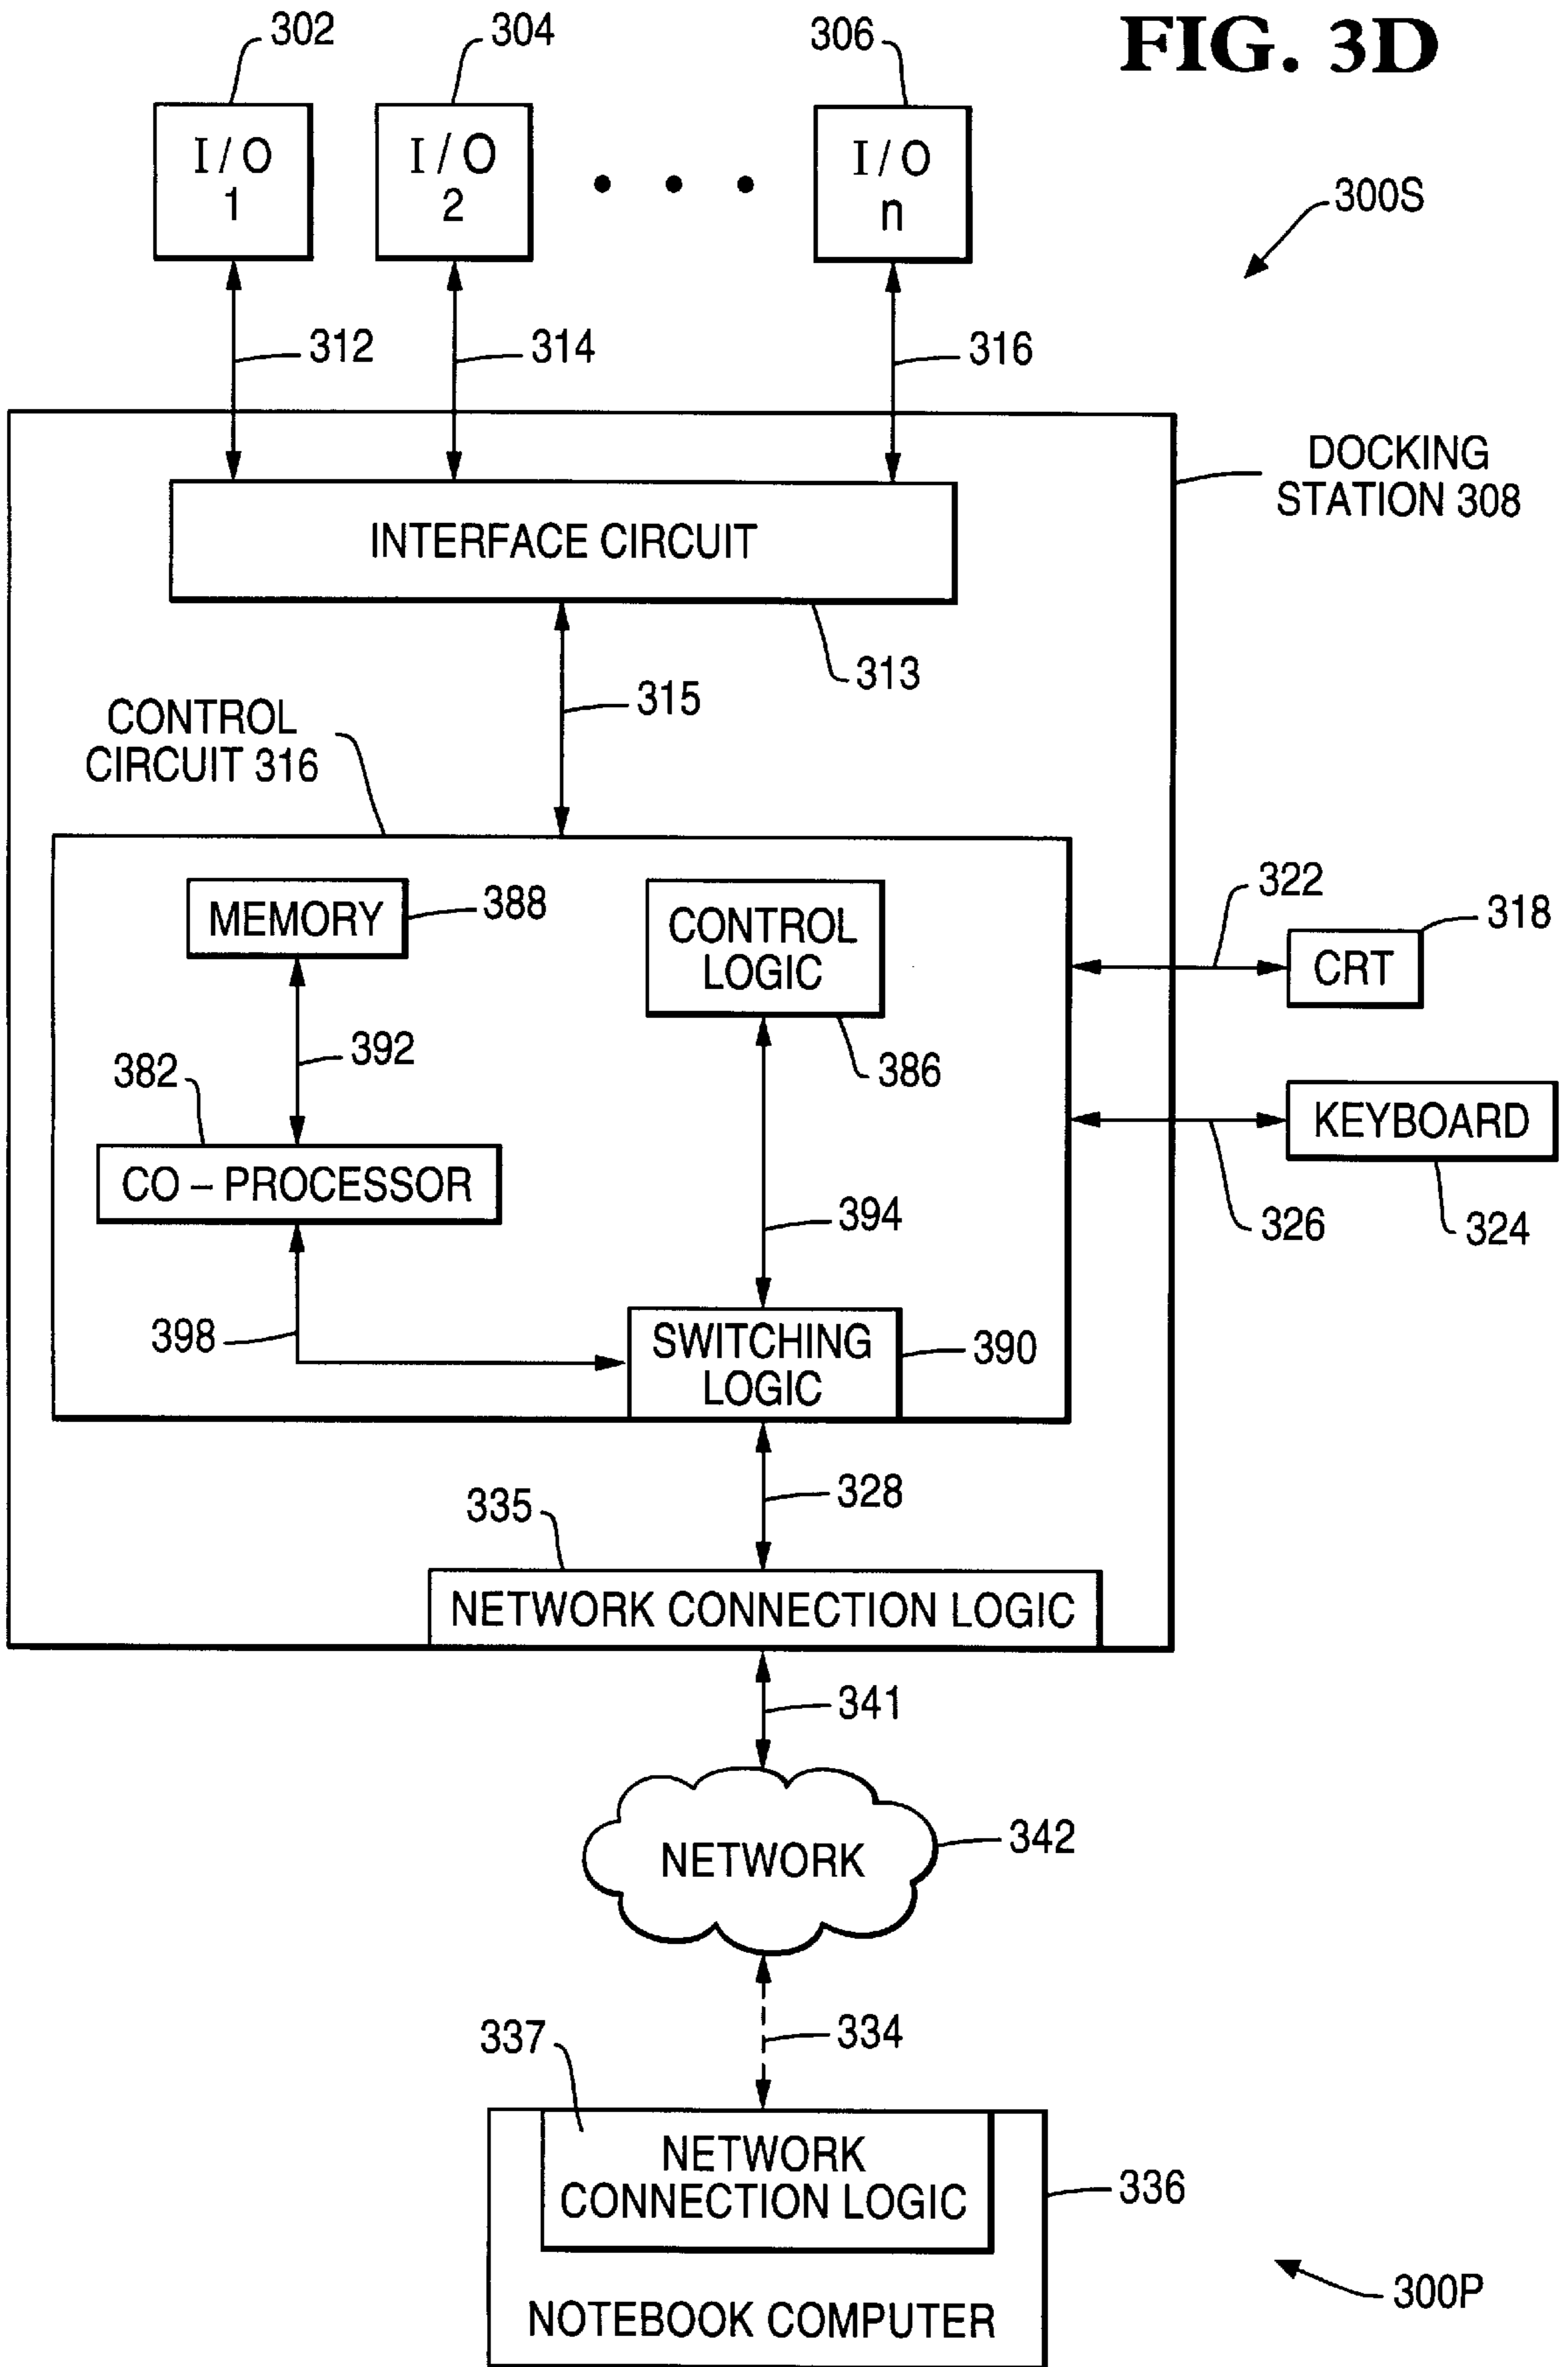 FIG. 3D
302
304
306
I/O
1
I/O
2
• • •
I/O
n
300S
312
314
316
DOCKING
STATION 308
INTERFACE CIRCUIT
313
315
CONTROL
CIRCUIT 316
MEMORY
388
CONTROL
LOGIC
386
322
318
CRT
392
382
KEYBOARD
326
324
CO – PROCESSOR
394
398
SWITCHING
LOGIC
390
328
335
NETWORK CONNECTION LOGIC
341
NETWORK
342
334
337
NETWORK
CONNECTION LOGIC
336
NOTEBOOK COMPUTER
300P